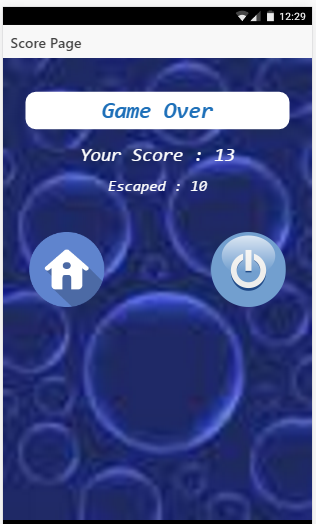 12:29
Score Page
Game Over
Your Score : 13
Escaped : 10